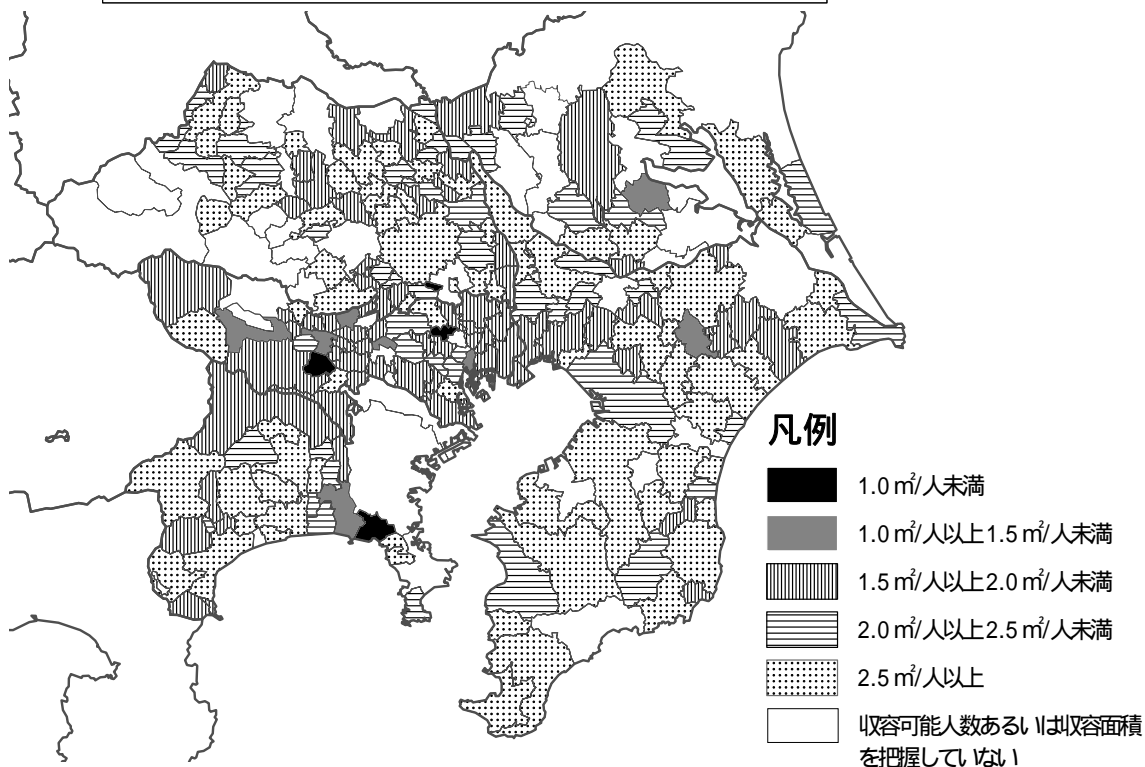 凡例
1.0㎡/人未満
1.0㎡/人以上1.5㎡/人未満
1.5㎡/人以上2.0㎡/人未満
2.0㎡/人以上2.5㎡/人未満
2.5㎡/人以上
収容可能人数あるいは収容面積
を把握していない